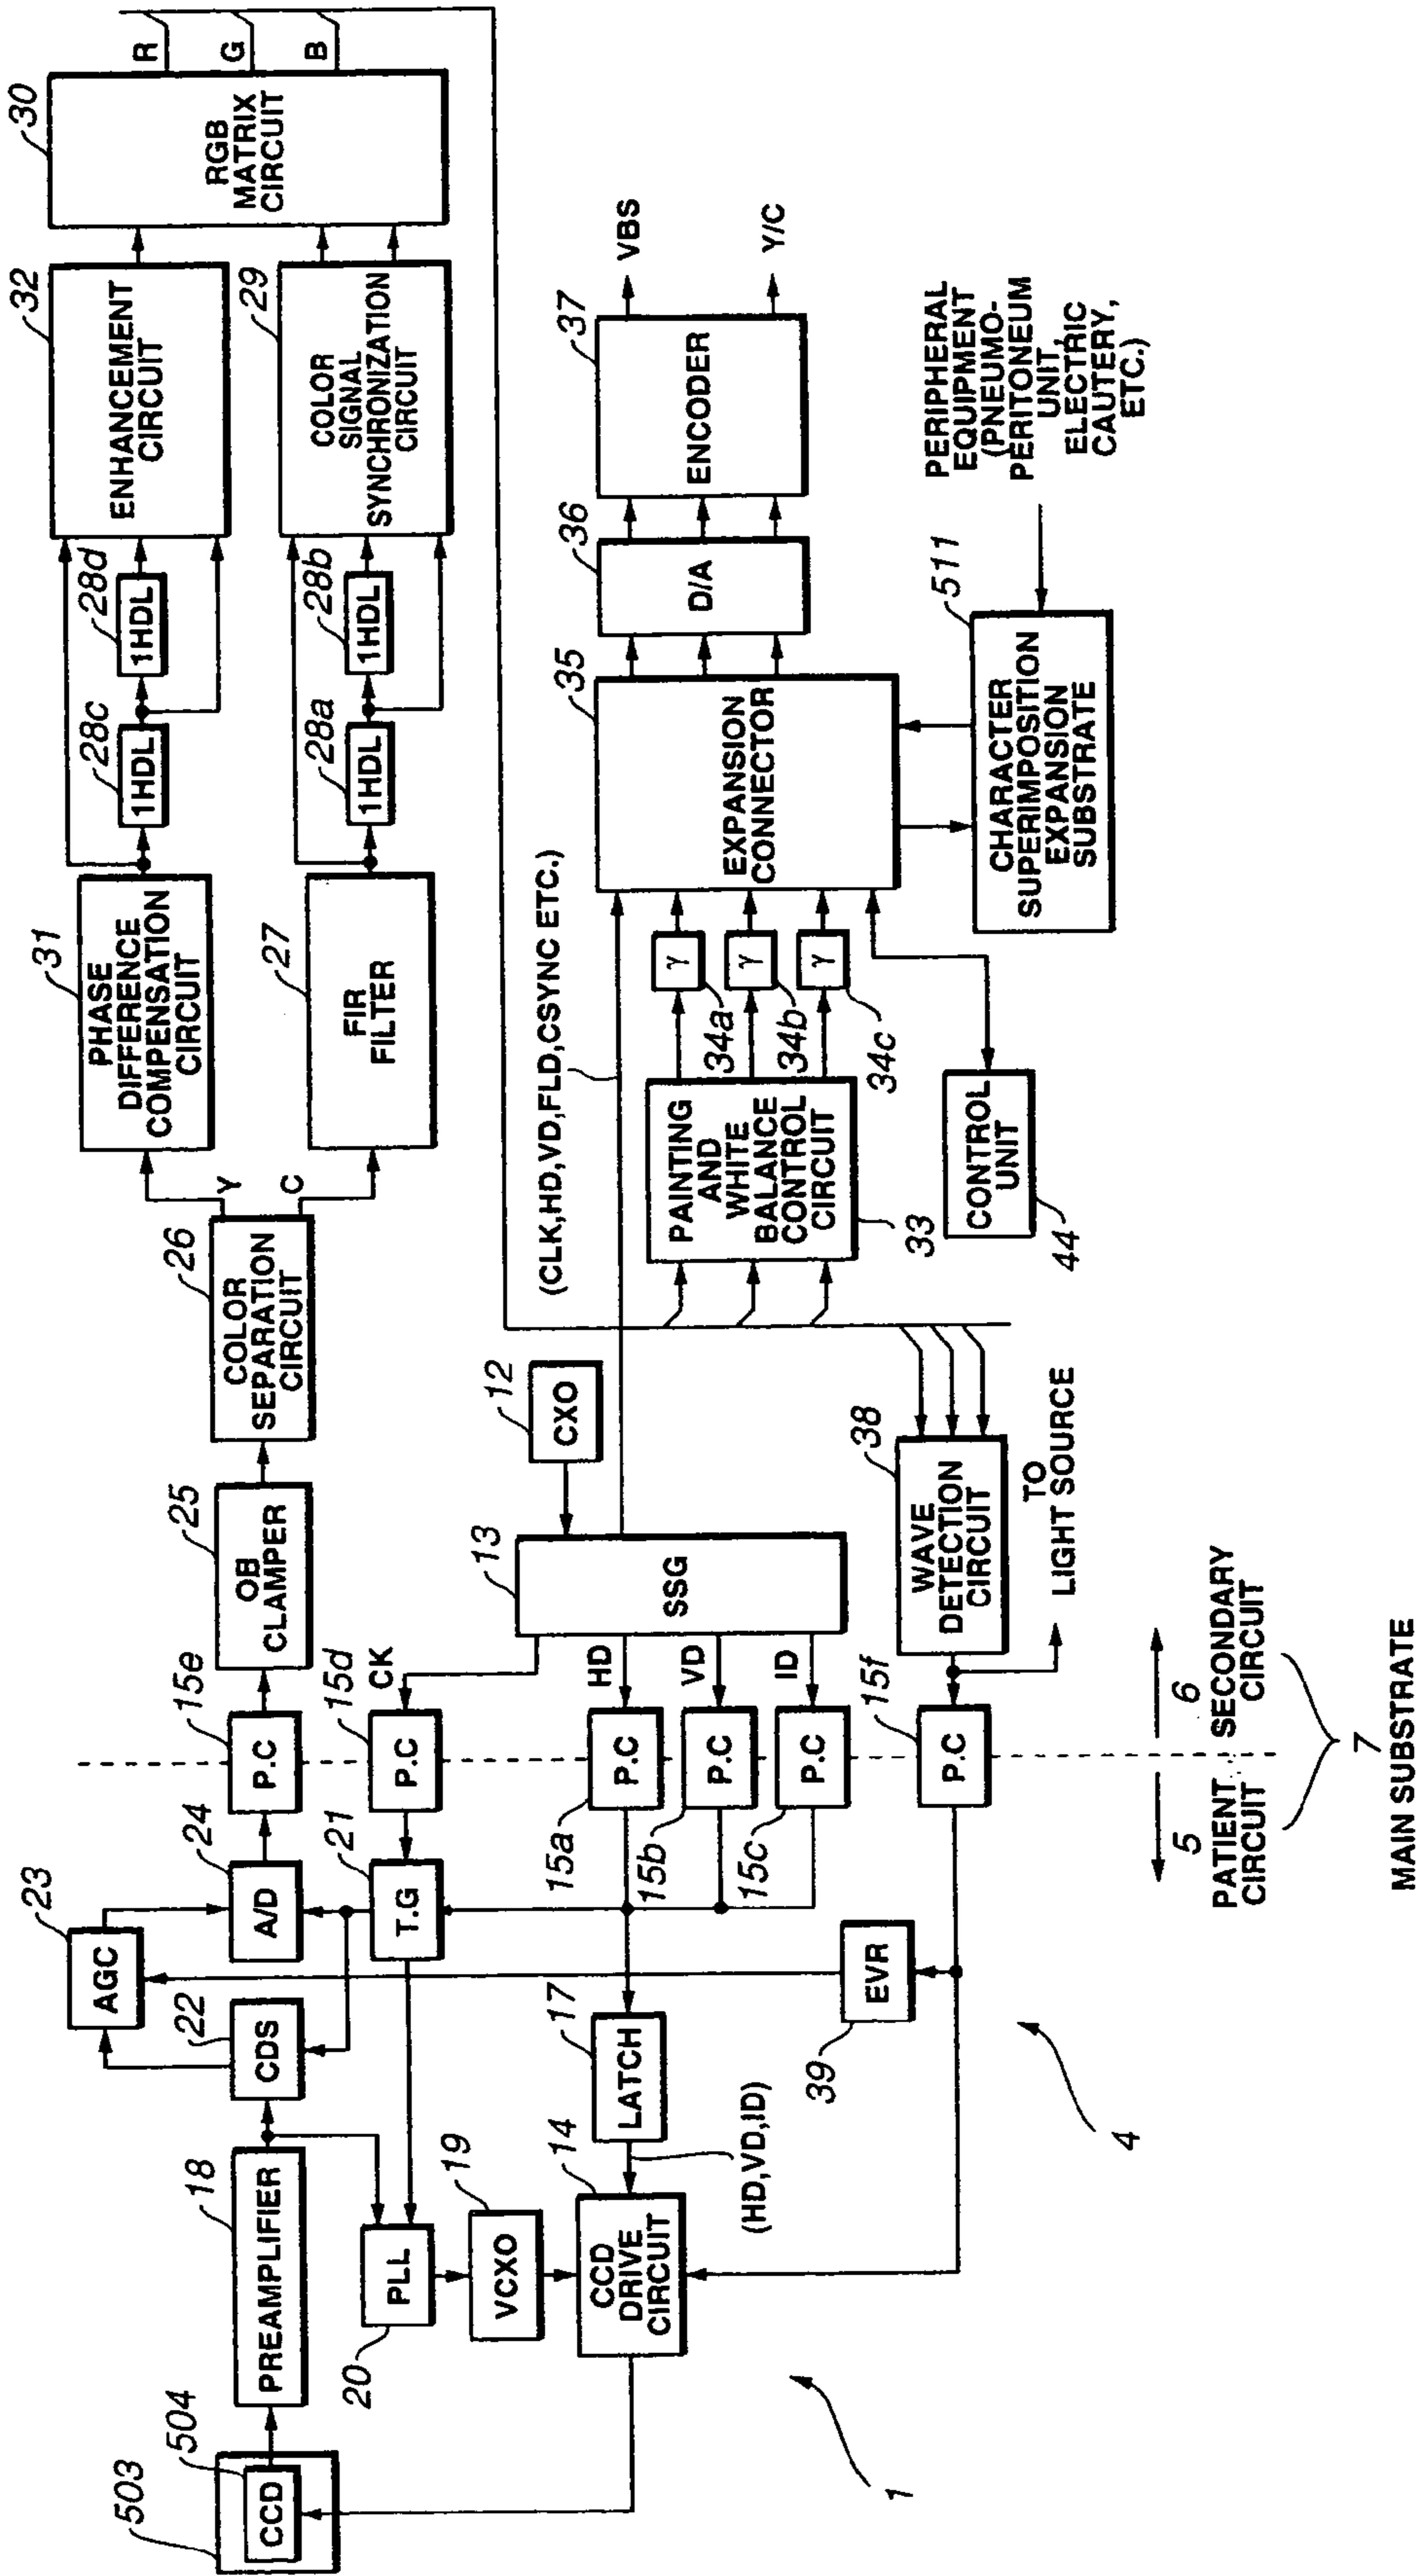 503
504
CCD
18
PREAMPLIFIER
22
CDS
23
AGC
24
A/D
15e
P.C
25
OB
CLAMPER
26
COLOR
SEPARATION
CIRCUIT
Y
C
31
PHASE
DIFFERENCE
COMPENSATION
CIRCUIT
27
FIR
FILTER
28c
1HDL
28d
1HDL
28a
1HDL
28b
1HDL
32
ENHANCEMENT
CIRCUIT
29
COLOR
SIGNAL
SYNCHRONIZATION
CIRCUIT
30
RGB
MATRIX
CIRCUIT
R
G
B
20
PLL
19
VCXO
21
T.G
15d
P.C
CK
14
CCD
DRIVE
CIRCUIT
17
LATCH
(HD,VD,ID)
15a
P.C
HD
15b
P.C
VD
15c
P.C
ID
13
SSG
12
CXO
(CLK,HD,VD,FLD,CSYNC ETC.)
39
EVR
15f
P.C
38
WAVE
DETECTION
CIRCUIT
TO
LIGHT SOURCE
33
PAINTING
AND
WHITE
BALANCE
CONTROL
CIRCUIT
34a
γ
34b
γ
34c
γ
44
CONTROL
UNIT
35
EXPANSION
CONNECTOR
36
D/A
37
ENCODER
VBS
Y/C
511
CHARACTER
SUPERIMPOSITION
EXPANSION
SUBSTRATE
PERIPHERAL
EQUIPMENT
(PNEUMO-
PERITONEUM
UNIT,
ELECTRIC
CAUTERY,
ETC.)
1
4
5
PATIENT
CIRCUIT
6
SECONDARY
CIRCUIT
7
MAIN SUBSTRATE